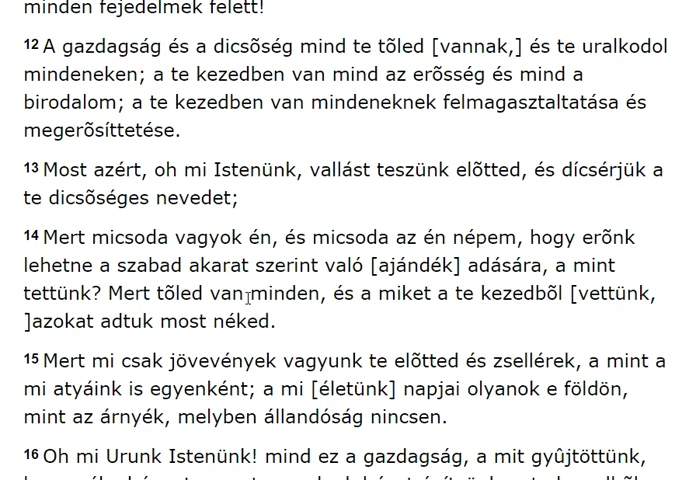 minden fejedelmek felett!
12 A gazdagság és a dicsõség mind te tõled [vannak,] és te uralkodol
mindeneken; a te kezedben van mind az erõsség és mind a
birodalom; a te kezedben van mindeneknek felmagasztaltatása és
megerõsíttetése.
13 Most azért, oh mi Istenünk, vallást teszünk elõtted, és dícsérjük a
te dicsõséges nevedet;
14 Mert micsoda vagyok én, és micsoda az én népem, hogy erõnk
lehetne a szabad akarat szerint való [ajándék] adására, a mint
tettünk? Mert tõled van minden, és a miket a te kezedbõl [vettünk,
]azokat adtuk most néked.
15 Mert mi csak jövevények vagyunk te elõtted és zsellérek, a mint a
mi atyáink is egyenként; a mi [életünk] napjai olyanok e földön,
mint az árnyék, melyben állandóság nincsen.
16 Oh mi Urunk Istenünk! mind ez a gazdagság, a mit gyûjtöttünk,